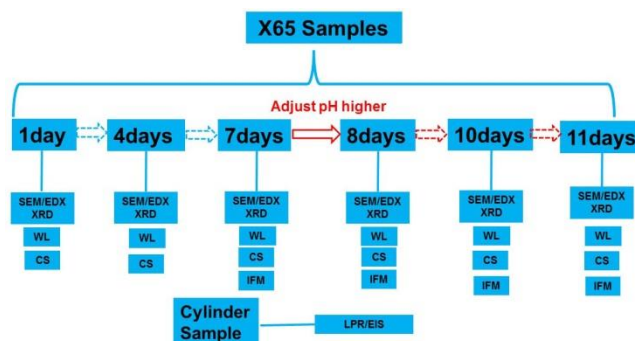 X65 Samples
Adjust pH higher
1day
4days
7days
8days
10days
11days
SEM/EDX
XRD
WL
CS
SEM/EDX
XRD
WL
CS
SEM/EDX
XRD
WL
CS
IFM
SEM/EDX
XRD
WL
CS
IFM
SEM/EDX
XRD
WL
CS
IFM
SEM/EDX
XRD
WL
CS
IFM
Cylinder
Sample
LPR/EIS